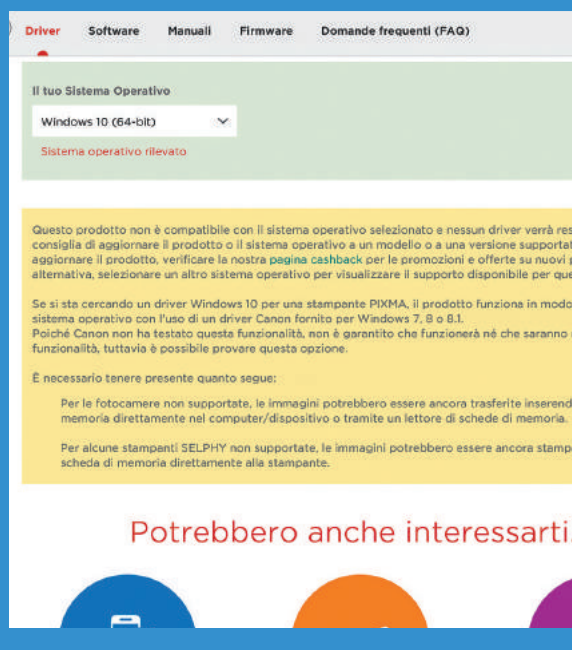 Driver Software Manuali Firmware Domande frequenti (FAQ)
Il tuo Sistema Operativo
Windows 10 (64-bit)
Sistema operativo rilevato
Questo prodotto non è compatibile con il sistema operativo selezionato e nessun driver verrà
consiglia di aggiornare il prodotto o il sistema operativo a un modello o a una versione
aggiornare il prodotto, verificare la nostra pagina cashback per le promozioni e offerte su nuovi
alternativa, selezionare un altro sistema operativo per visualizzare il supporto disponibile per
Se si sta cercando un driver Windows 10 per una stampante PIXMA, il prodotto funziona in modo
sistema operativo con l'uso di un driver Canon fornito per Windows 7, 8 o 8.1.
Poiché Canon non ha testato questa funzionalità, non è garantito che funzionerà né che saranno
funzionalità, tuttavia è possibile provare questa opzione.
È necessario tenere presente quanto segue:
Per le fotocamere non supportate, le immagini potrebbero essere ancora trasferite
memoria direttamente nel computer/dispositivo o tramite un lettore di schede di memoria.
Per alcune stampanti SELPHY non supportate, le immagini potrebbero essere ancora
scheda di memoria direttamente alla stampante.
Potrebbero anche interessarti